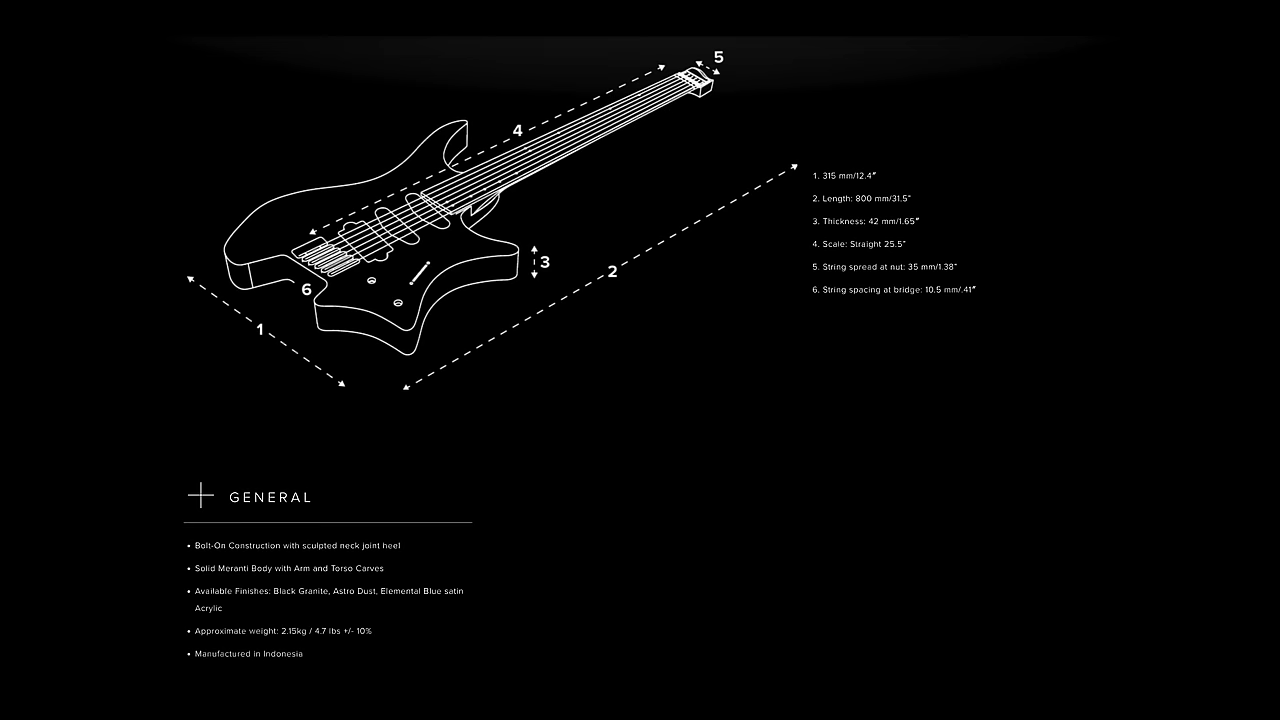 5
4
1. 315 mm/12.4″
2. Length: 800 mm/31.5”
3. Thickness: 42 mm/1.65″
4. Scale: Straight 25.5”
5. String spread at nut: 35 mm/1.38”
6. String spacing at bridge: 10.5 mm/.41″
3
2
6
1
GENERAL
• Bolt-On Construction with sculpted neck joint heel
• Solid Meranti Body with Arm and Torso Carves
• Available Finishes: Black Granite, Astro Dust, Elemental Blue satin
Acrylic
• Approximate weight: 2.15kg / 4.7 lbs +/- 10%
• Manufactured in Indonesia